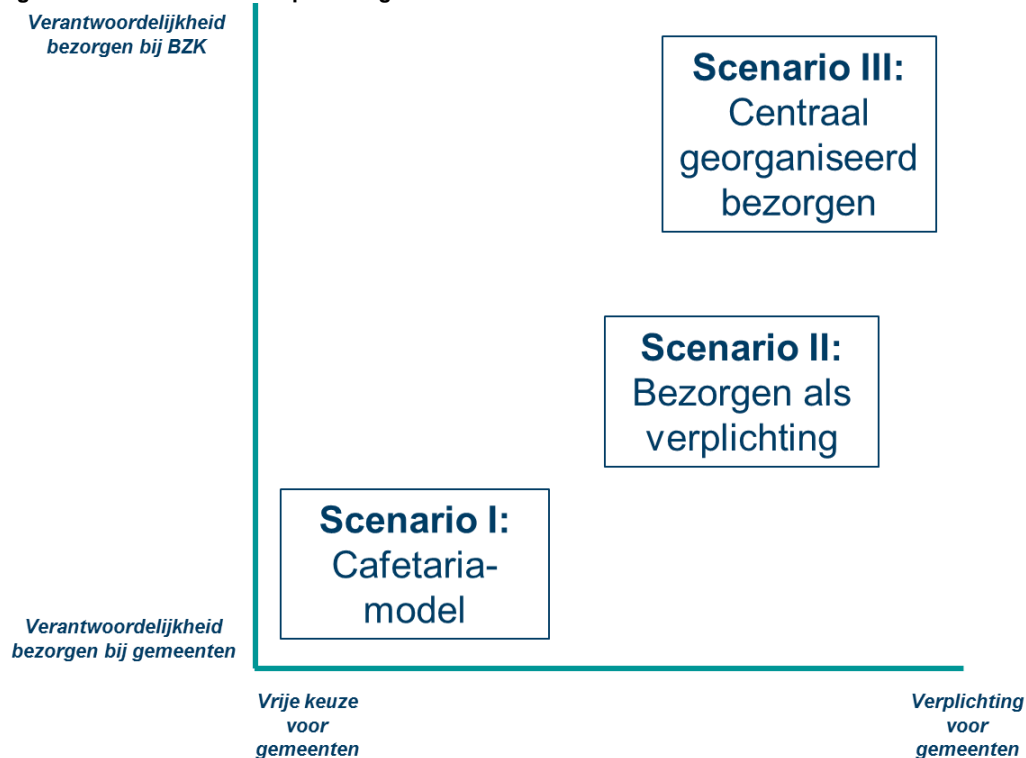 Verantwoordelijkheid
bezorgen bij BZK
Scenario III:
Centraal
georganiseerd
bezorgen
Scenario II:
Bezorgen als
verplichting
Scenario I:
Cafetaria-
model
Verantwoordelijkheid
bezorgen bij gemeenten
Vrije keuze
voor
gemeenten
Verplichting
voor
gemeenten